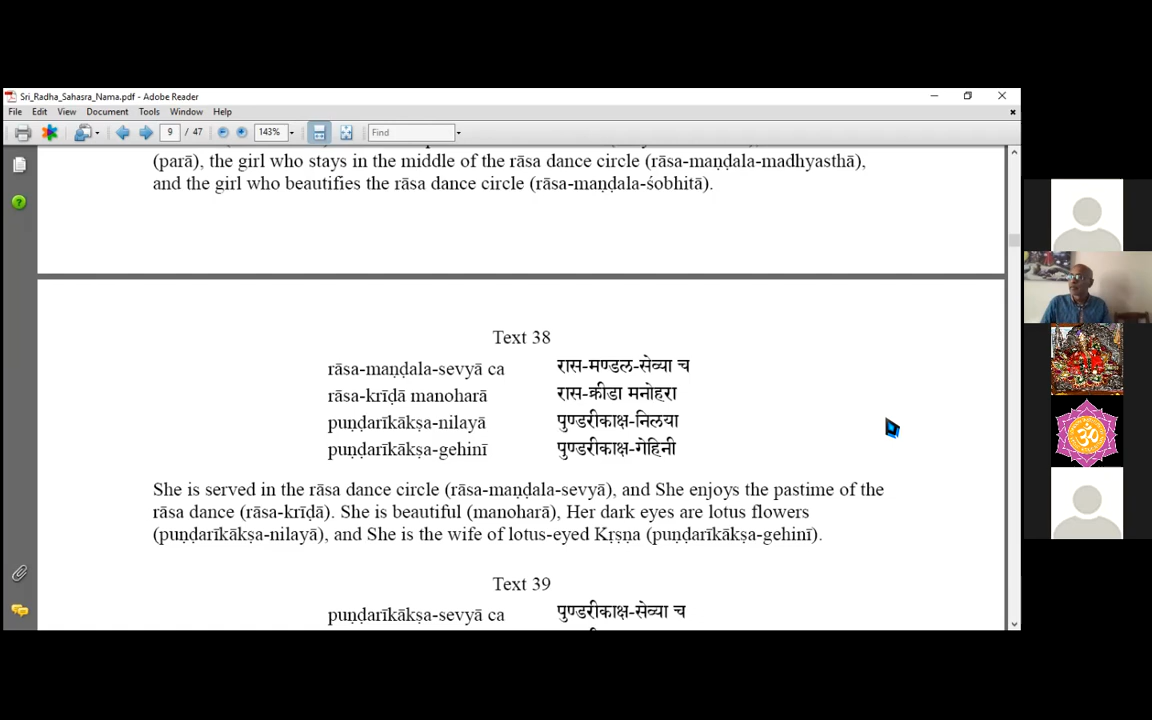 Sri_Radha_Sahasra_Nama.pdf - Adobe Reader
File Edit View Document Tools Window Help
9 / 47 143% Find
(parā), the girl who stays in the middle of the rāsa dance circle (rāsa-maṇḍala-madhyasthā),
and the girl who beautifies the rāsa dance circle (rāsa-maṇḍala-śobhitā).
Text 38
rāsa-maṇḍala-sevyā ca रास-मण्डल-सेव्या च
rāsa-krīḍā manoharā रास-क्रीडा मनोहरा
puṇḍarīkākṣa-nilayā पुण्डरीकाक्ष-निलया
puṇḍarīkākṣa-gehinī पुण्डरीकाक्ष-गेहिनी
She is served in the rāsa dance circle (rāsa-maṇḍala-sevyā), and She enjoys the pastime of the
rāsa dance (rāsa-krīḍā). She is beautiful (manoharā), Her dark eyes are lotus flowers
(puṇḍarīkākṣa-nilayā), and She is the wife of lotus-eyed Kṛṣṇa (puṇḍarīkākṣa-gehinī).
Text 39
puṇḍarīkākṣa-sevyā ca पुण्डरीकाक्ष-सेव्या च
ॐ